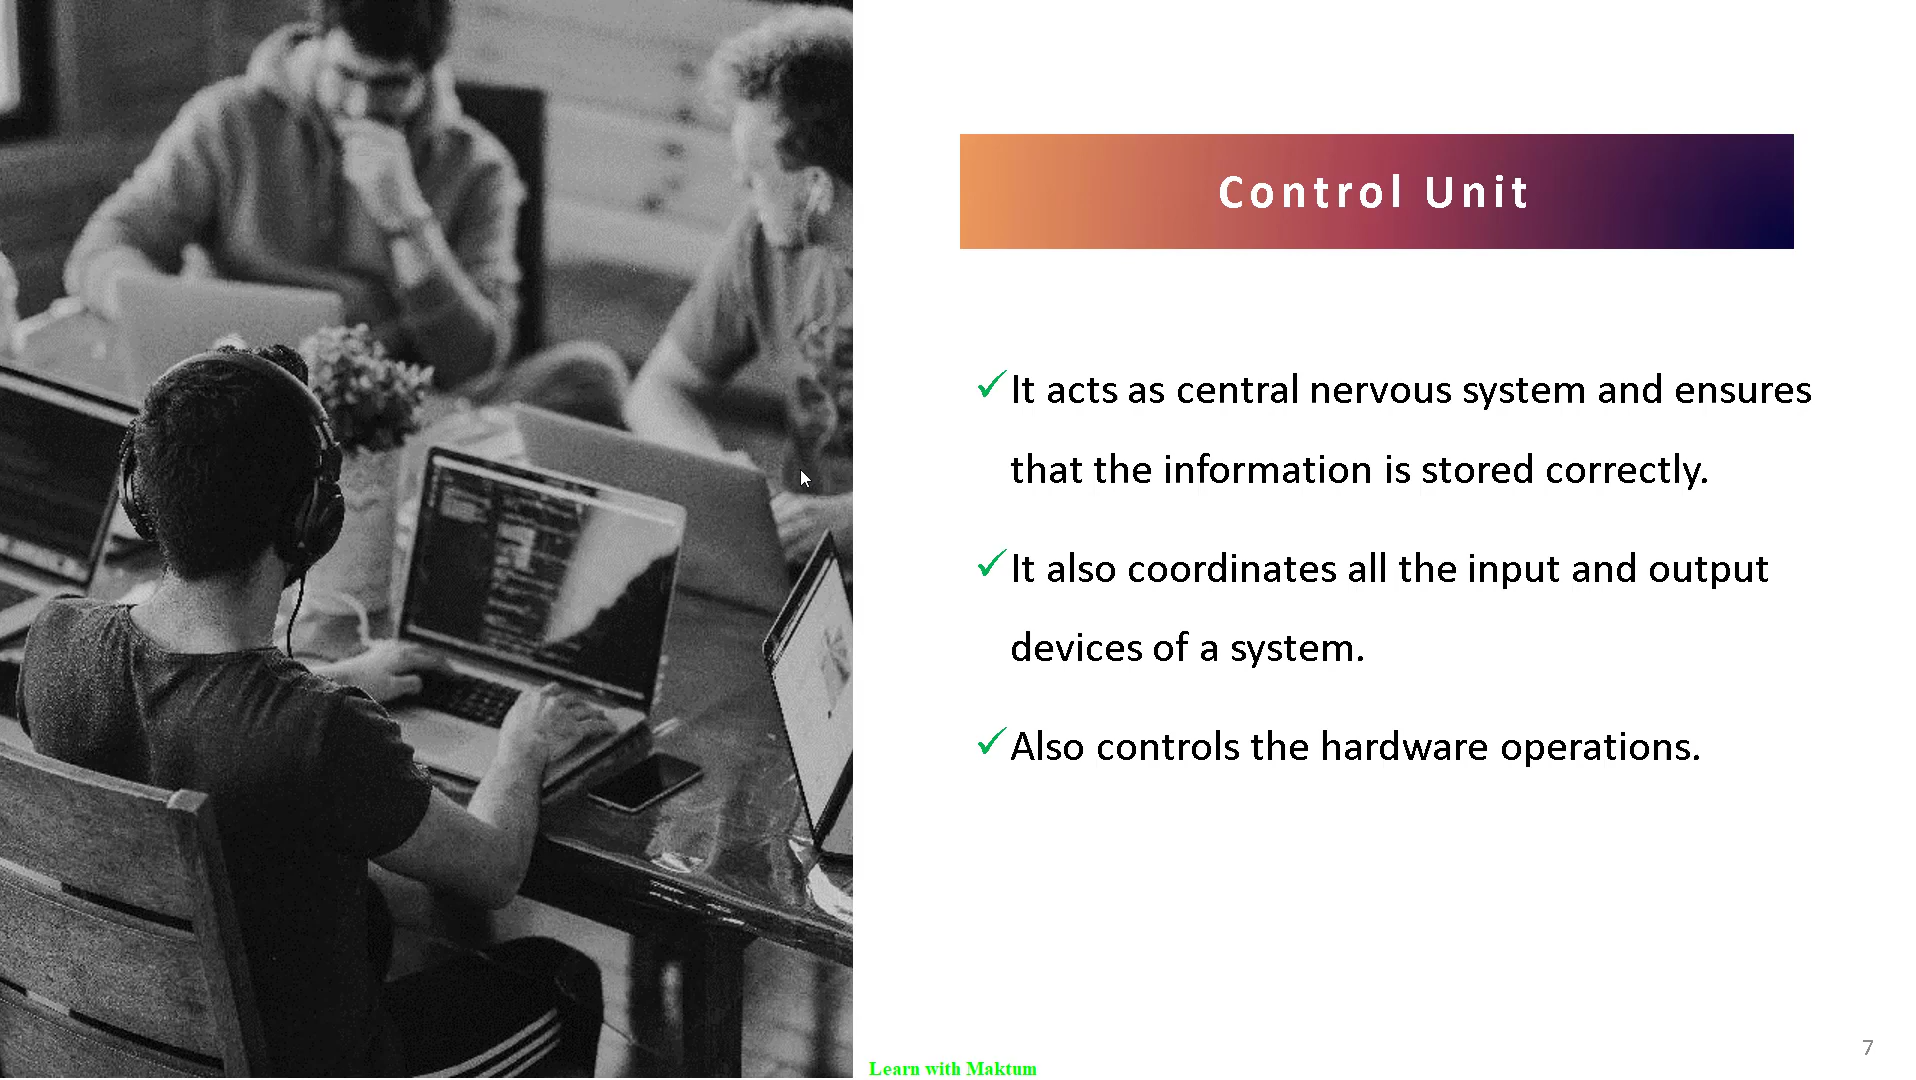 Control Unit
It acts as central nervous system and ensures
that the information is stored correctly.
It also coordinates all the input and output
devices of a system.
Also controls the hardware operations.
7
Learn with Maktum